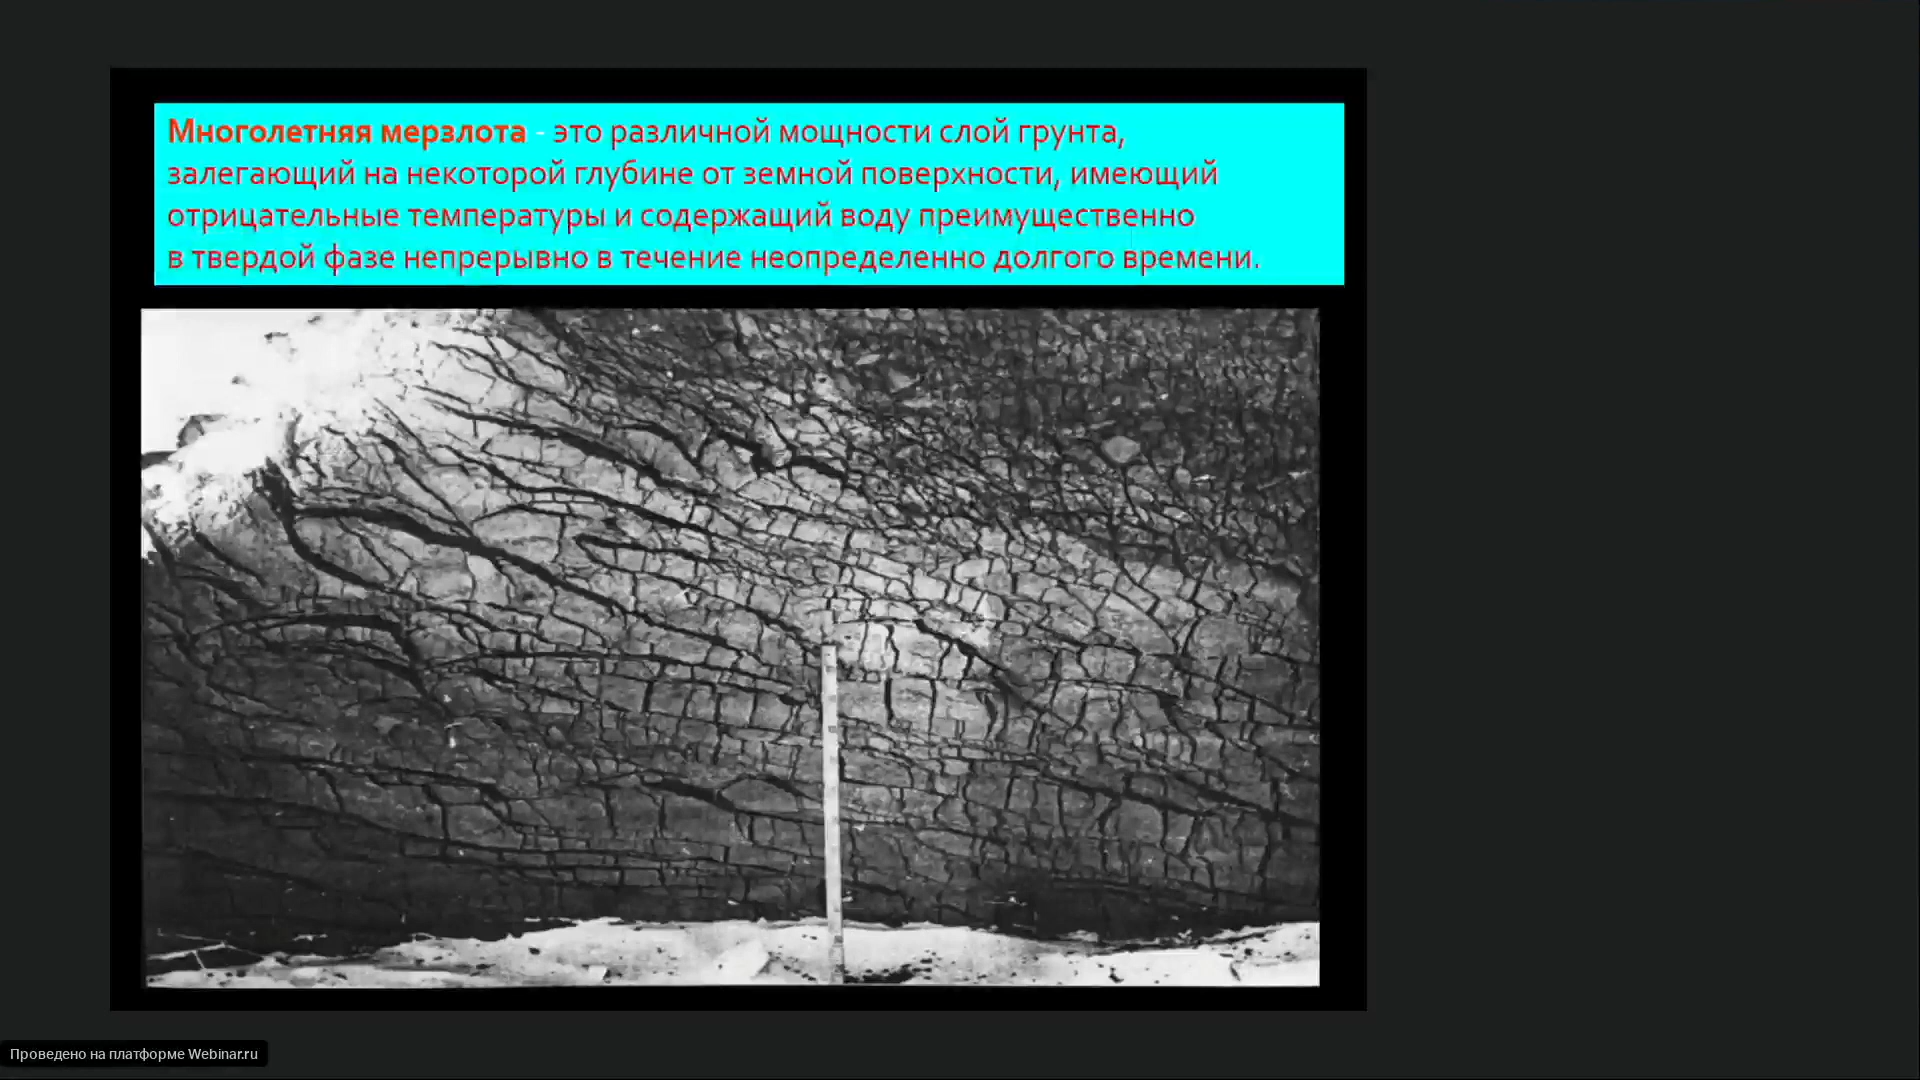 Многолетняя мерзлота - это различной мощности слой грунта,
залегающий на некоторой глубине от земной поверхности, имеющий
отрицательные температуры и содержащий воду преимущественно
в твердой фазе непрерывно в течение неопределенно долгого времени.
Проведено на платформе Webinar.ru